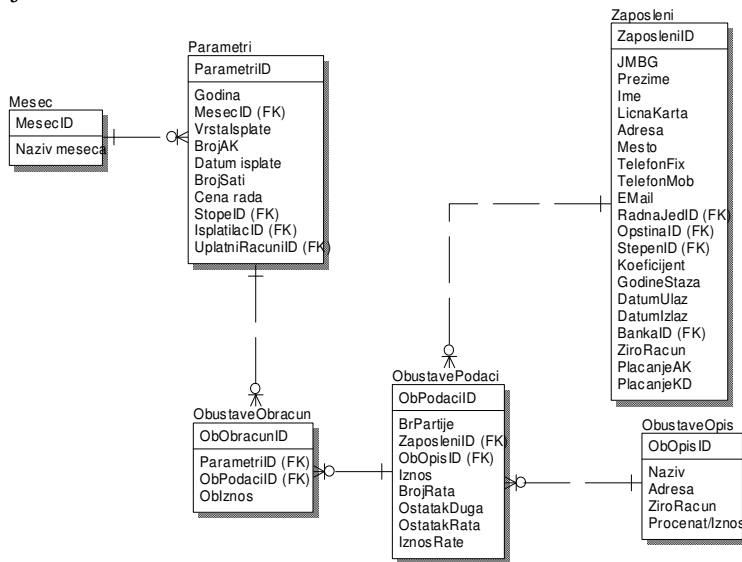 Mesec
MesecID
Naziv meseca
Parametri
ParametriID
Godina
MesecID (FK)
VrstaIsplate
BrojAK
Datum isplate
BrojSati
Cena rada
StopeID (FK)
IsplatilacID (FK)
UplatniRacuniID (FK)
Zaposleni
ZaposleniID
JMBG
Prezime
Ime
LicnaKarta
Adresa
Mesto
TelefonFix
TelefonMob
EMail
RadnaJedID (FK)
OpstinaID (FK)
StepenID (FK)
Koeficijent
GodineStaza
DatumUlaz
DatumIzlaz
BankaID (FK)
ZiroRacun
PlacanjeAK
PlacanjeKD
ObustaveObracun
ObObracunID
ParametriID (FK)
ObPodaciID (FK)
ObIznos
ObustavePodaci
ObPodaciID
BrPartije
ZaposleniID (FK)
ObOpisID (FK)
Iznos
BrojRata
OstatakDuga
OstatakRata
IznosRate
ObustaveOpis
ObOpisID
Naziv
Adresa
ZiroRacun
Procenat/Iznos